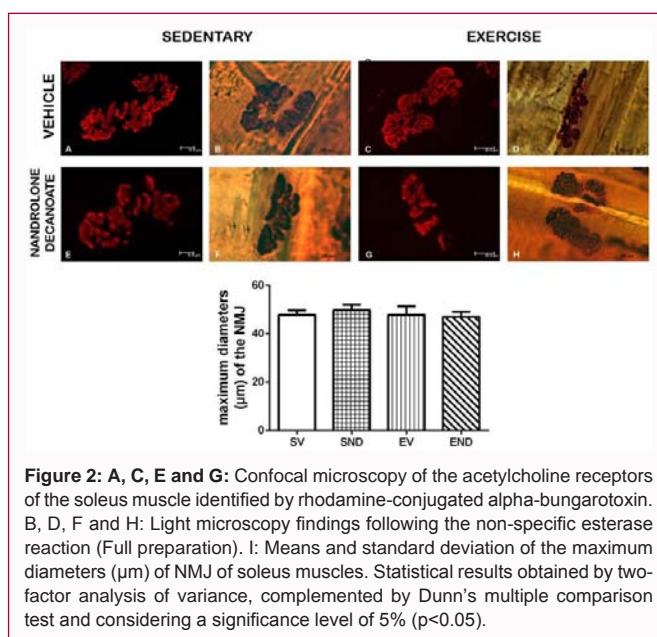 SEDENTARY EXERCISE
VEHICLE
A B C D
NANDROLONE
DECANOATE
E F G H
maximum diameters
(µm) of the NMJ
60
40
20
0
SV SND EV END
Figure 2: A, C, E and G: Confocal microscopy of the acetylcholine receptors
of the soleus muscle identified by rhodamine-conjugated alpha-bungarotoxin.
B, D, F and H: Light microscopy findings following the non-specific esterase
reaction (Full preparation). I: Means and standard deviation of the maximum
diameters (µm) of NMJ of soleus muscles. Statistical results obtained by two-
factor analysis of variance, complemented by Dunn's multiple comparison
test and considering a significance level of 5% (p<0.05).